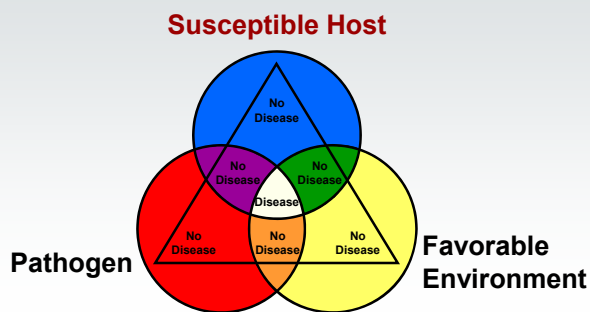 Susceptible Host
No
Disease
No
Disease
No
Disease
Disease
No
Disease
No
Disease
No
Disease
Pathogen
Favorable
Environment